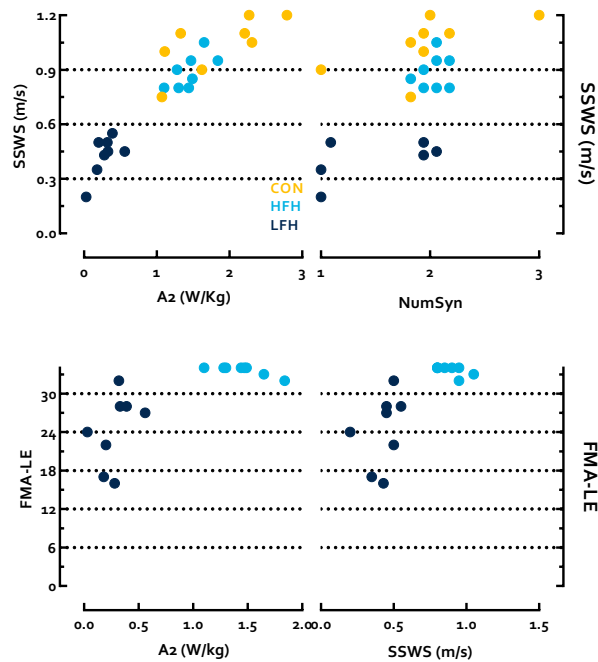 1.2
0.9
0.6
0.3
0.0
SSWS (m/s)
SSWS (m/s)
CON
HFH
LFH
0 1 2 3
A2 (W/Kg)
1 2 3
NumSyn
30
24
18
12
6
0
FMA-LE
FMA-LE
0.0 0.5 1.0 1.5 2.0
A2 (W/kg)
0.0 0.5 1.0 1.5
SSWS (m/s)